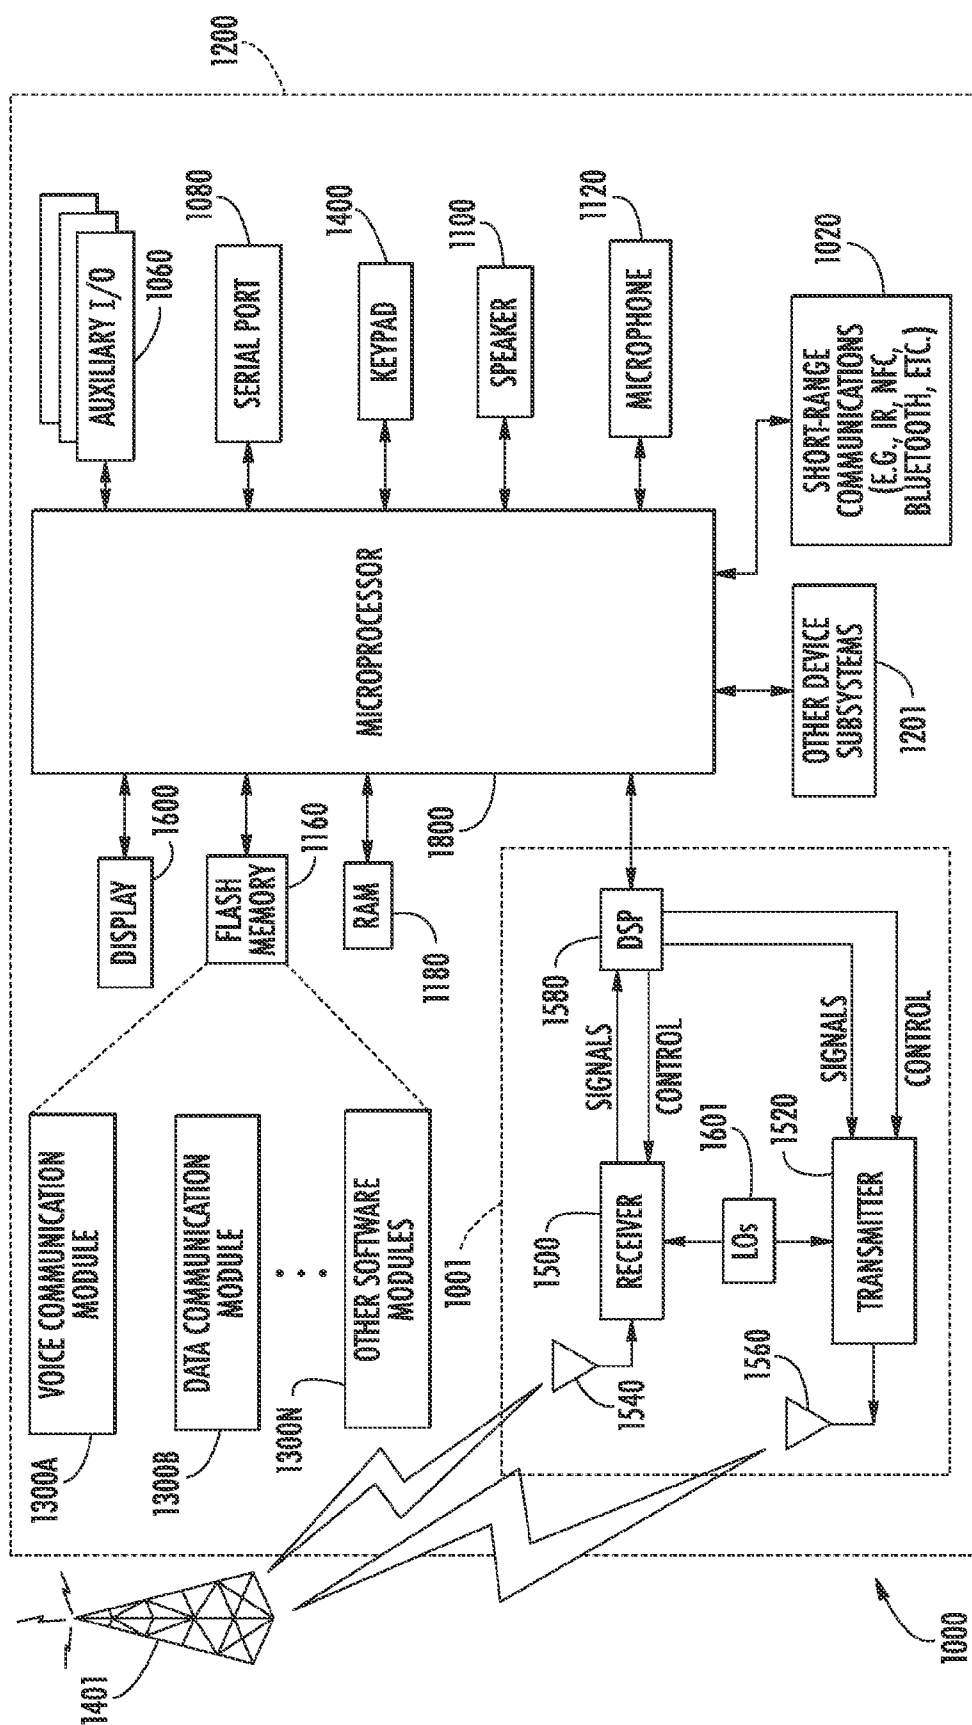 1200
AUXILIARY I/O
1060
SERIAL PORT
1080
KEYPAD
1400
SPEAKER
1100
MICROPHONE
1120
SHORT-RANGE
COMMUNICATIONS
(E.G., IR, NFC,
BLUETOOTH, ETC.)
1020
MICROPROCESSOR
1800
OTHER DEVICE
SUBSYSTEMS
1201
DISPLAY
1600
FLASH
MEMORY
1160
RAM
1180
VOICE COMMUNICATION
MODULE
1300A
DATA COMMUNICATION
MODULE
1300B
OTHER SOFTWARE
MODULES
1300N
1001
DSP
1580
SIGNALS
CONTROL
SIGNALS
CONTROL
RECEIVER
1500
LOs
1601
TRANSMITTER
1520
1540
1560
1401
1000